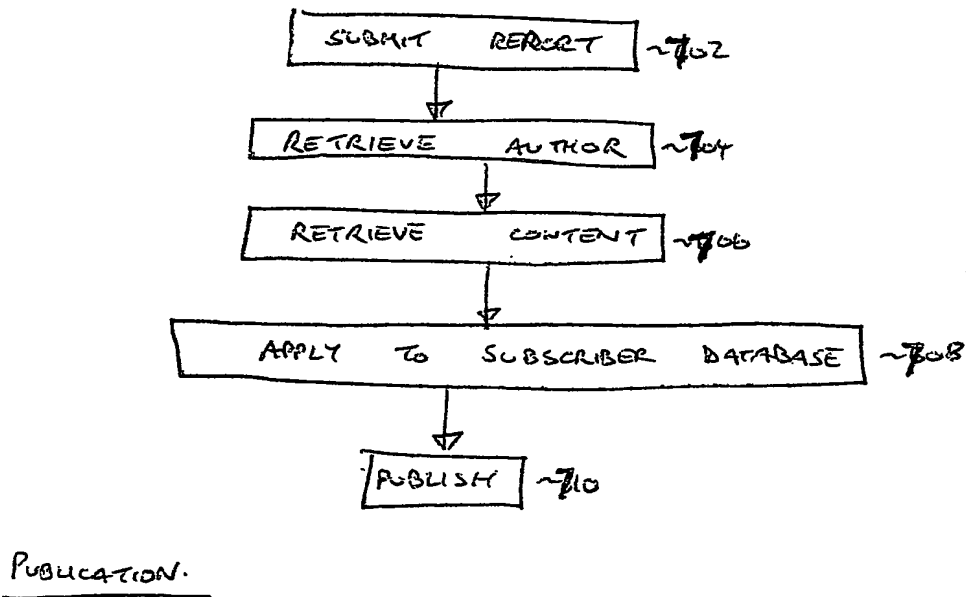 SUBMIT REPORT ~702
RETRIEVE AUTHOR ~704
RETRIEVE CONTENT ~706
APPLY TO SUBSCRIBER DATABASE ~708
PUBLISH ~710
PUBLICATION.